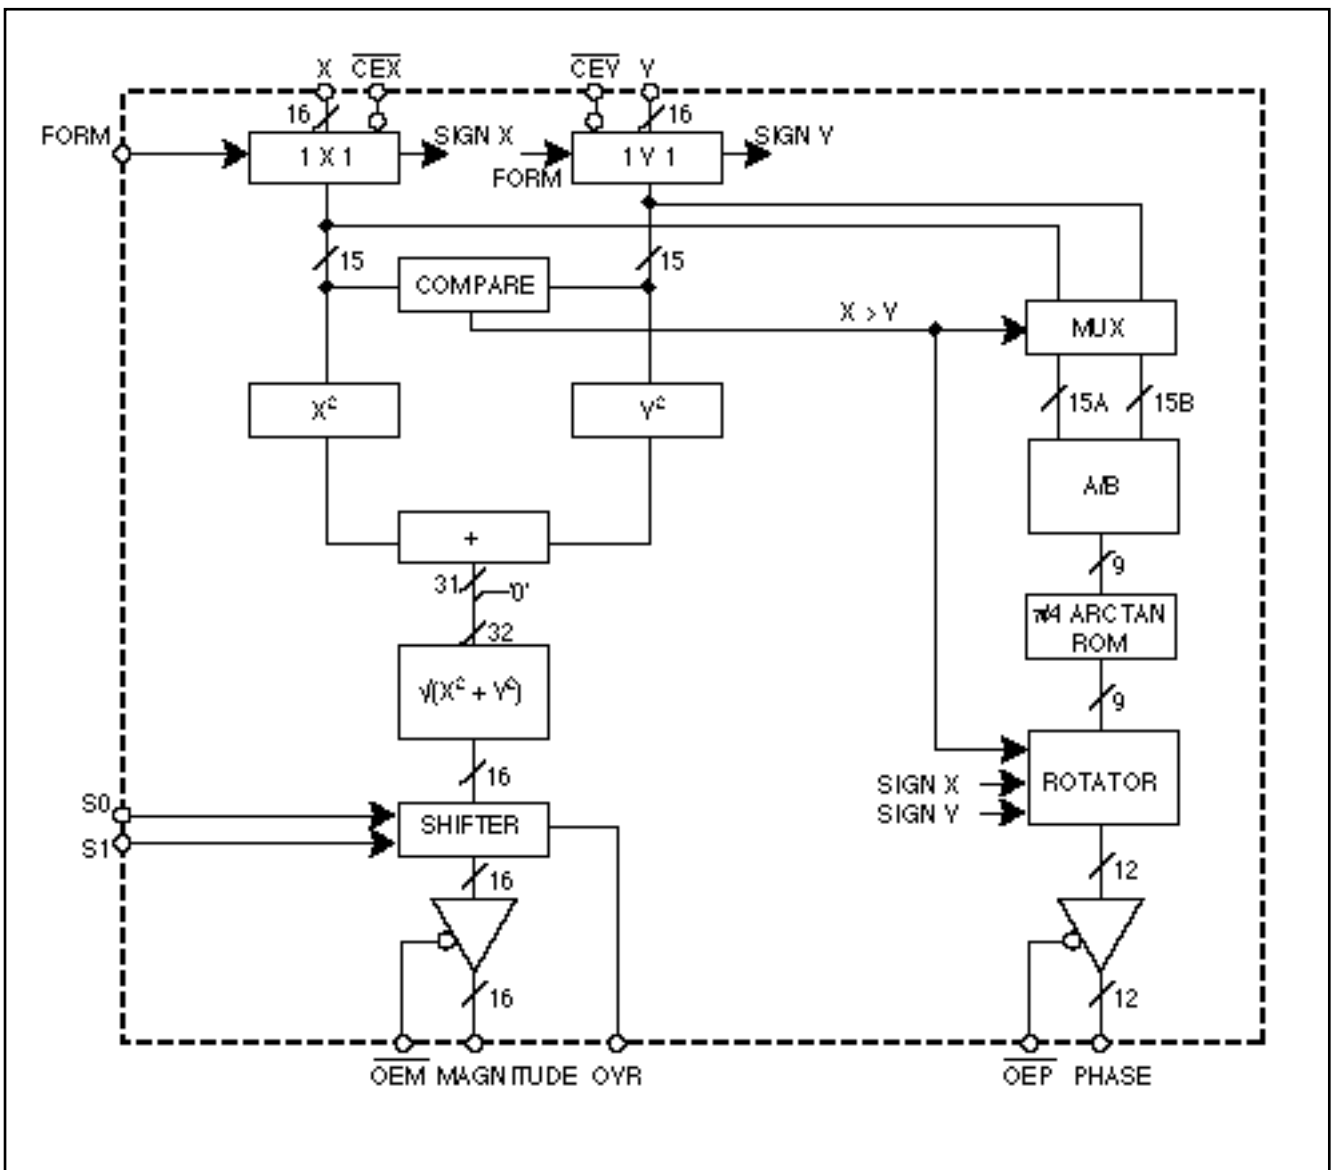 X CEX CEY Y
16 16
FORM SIGN X SIGN Y
1 X 1 1 Y 1
FORM
15 15
COMPARE
X > Y
MUX
X² Y²
15A 15B
A/B
+
31 '0'
9
32
π/4 ARCTAN
ROM
√(X² + Y²)
9
16
SIGN X ROTATOR
S0
SHIFTER SIGN Y
S1
16 12
16 12
OEM MAGNITUDE OVR OEP PHASE